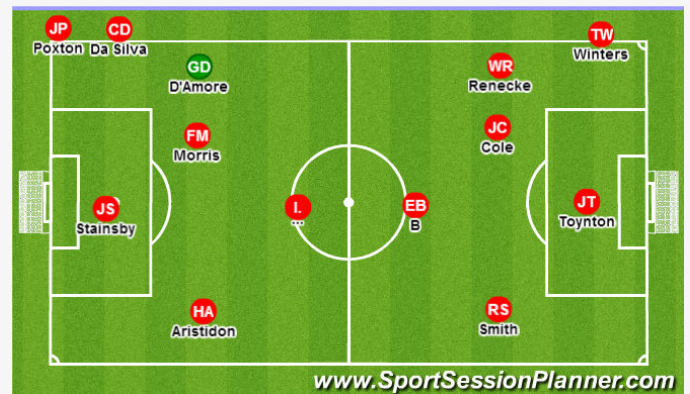 JP
Poxton
CD
Da Silva
TW
Winters
GD
D'Amore
WR
Renecke
FM
Morris
JC
Cole
JS
Stainsby
I.
...
EB
B
JT
Toynton
HA
Aristidon
RS
Smith
www.SportSessionPlanner.com